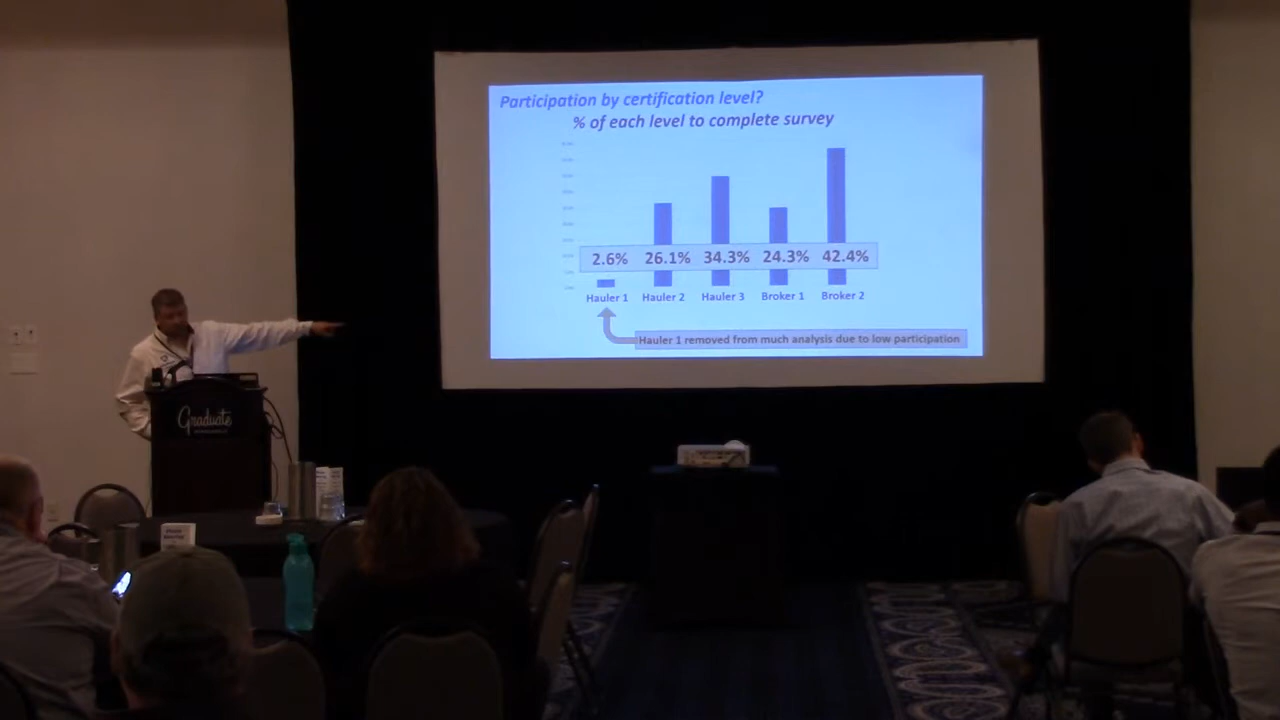 Participation by certification level?
% of each level to complete survey
2.6% 26.1% 34.3% 24.3% 42.4%
Hauler 1 Hauler 2 Hauler 3 Broker 1 Broker 2
Hauler 1 removed from much analysis due to low participation
Graduate